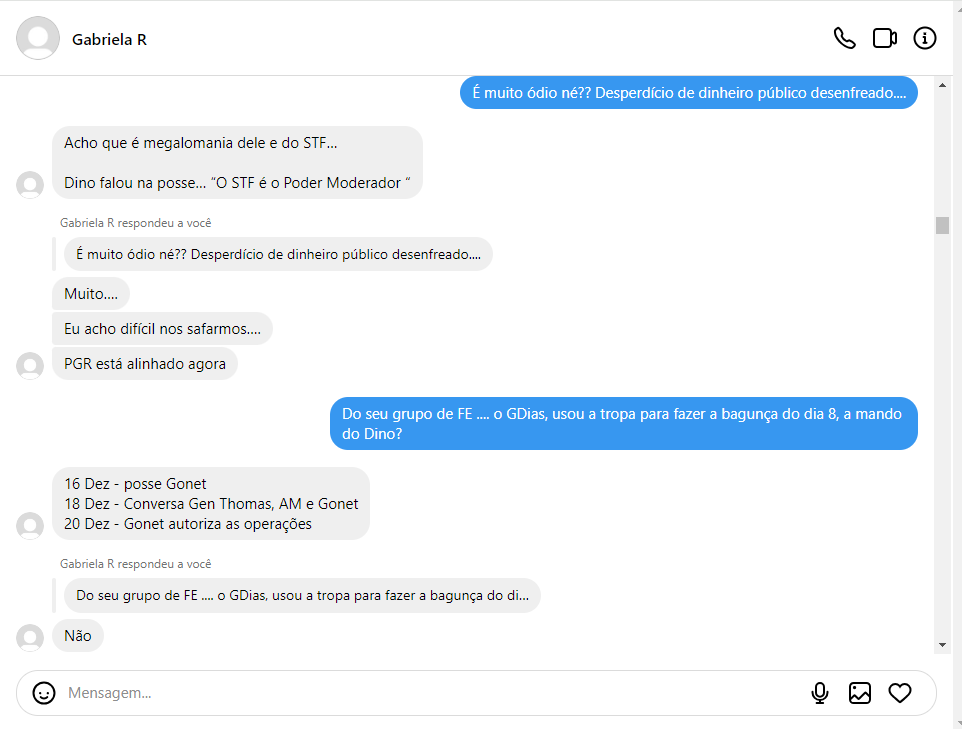 Gabriela R
É muito ódio né?? Desperdício de dinheiro público desenfreado....
Acho que é megalomania dele e do STF...
Dino falou na posse... “O STF é o Poder Moderador “
Gabriela R respondeu a você
É muito ódio né?? Desperdício de dinheiro público desenfreado....
Muito....
Eu acho difícil nos safarmos....
PGR está alinhado agora
Do seu grupo de FE .... o GDias, usou a tropa para fazer a bagunça do dia 8, a mando
do Dino?
16 Dez - posse Gonet
18 Dez - Conversa Gen Thomas, AM e Gonet
20 Dez - Gonet autoriza as operações
Gabriela R respondeu a você
Do seu grupo de FE .... o GDias, usou a tropa para fazer a bagunça do di...
Não
Mensagem...